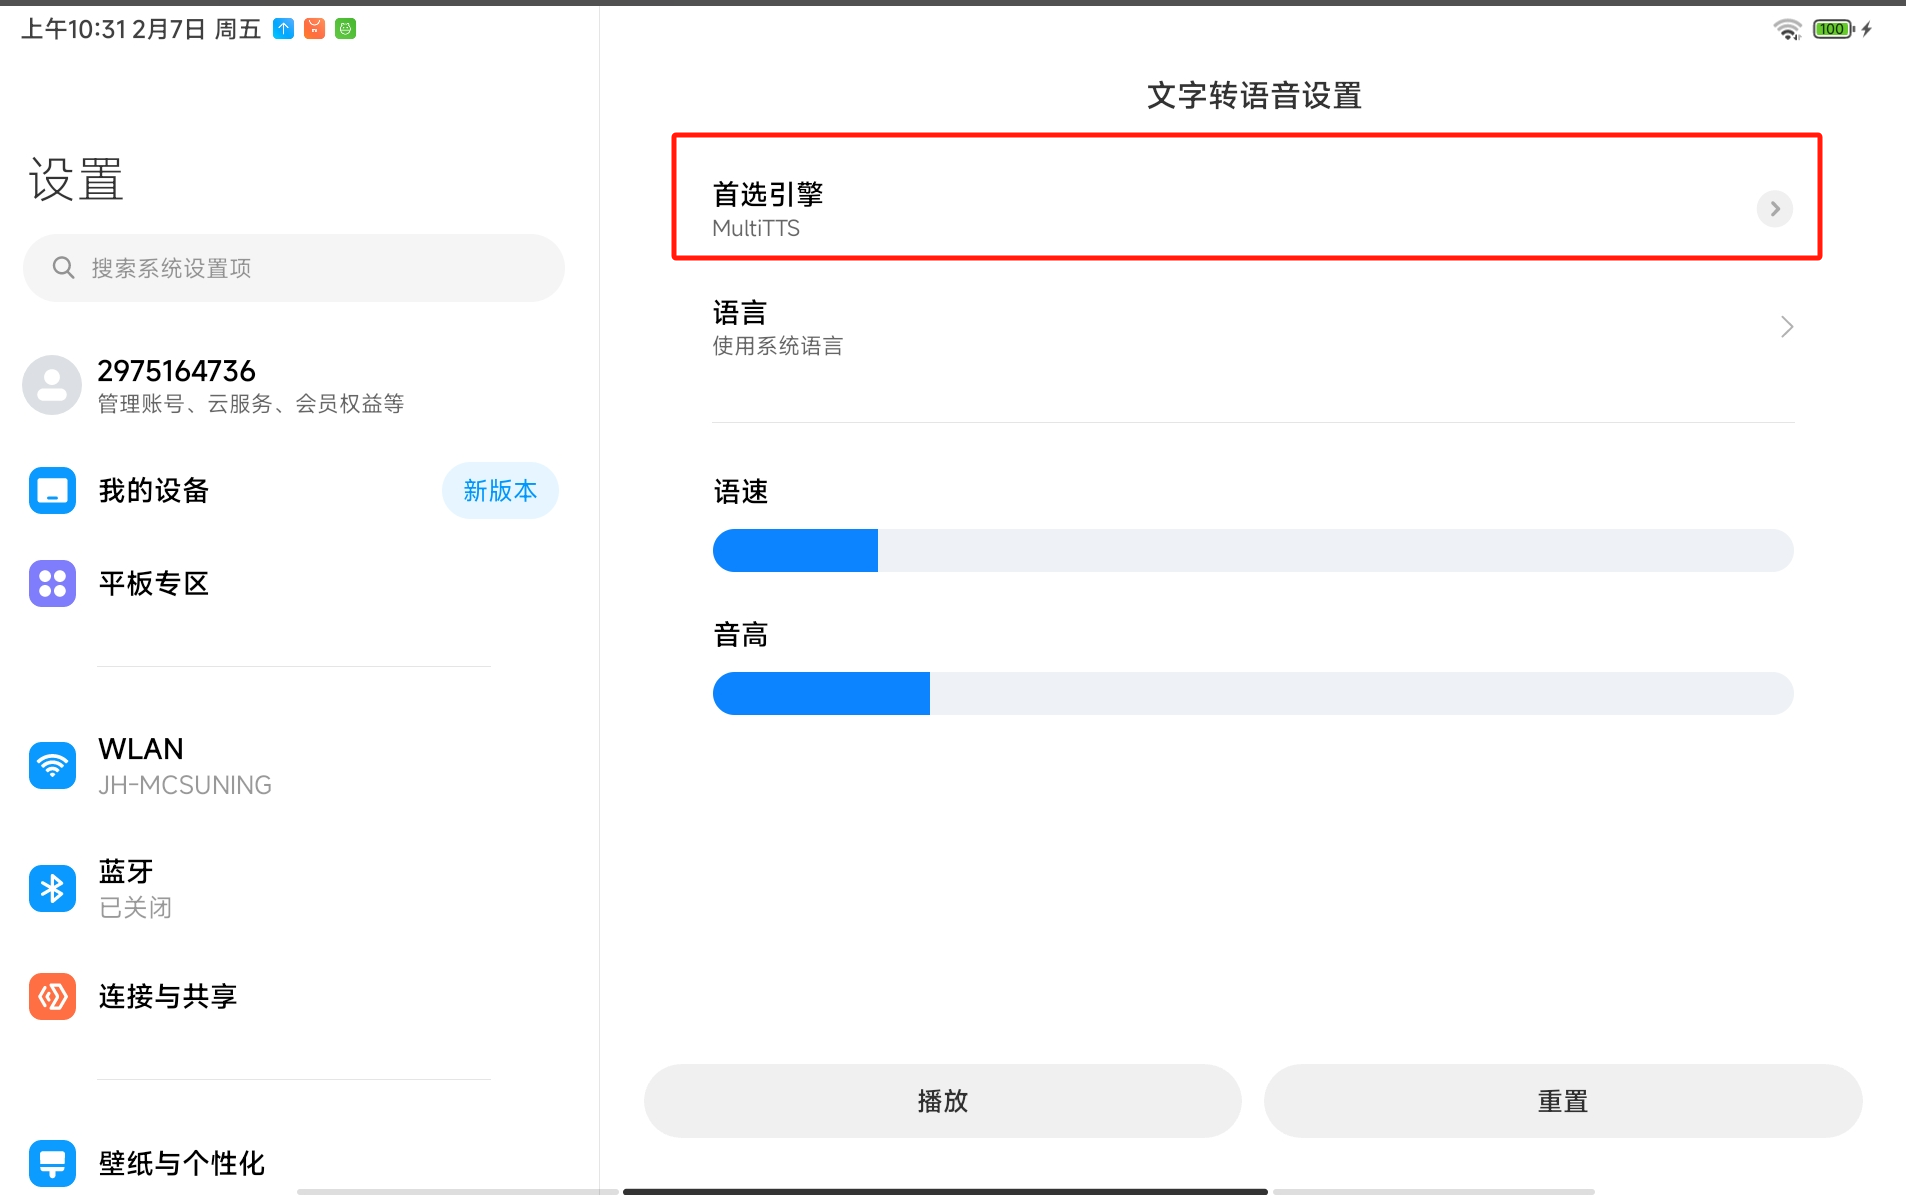 上午10:31 2月7日 周五
100
设置
搜索系统设置项
2975164736
管理账号、云服务、会员权益等
我的设备
新版本
平板专区
WLAN
JH-MCSUNING
蓝牙
已关闭
连接与共享
壁纸与个性化
文字转语音设置
首选引擎
MultiTTS
语言
使用系统语言
语速
音高
播放
重置